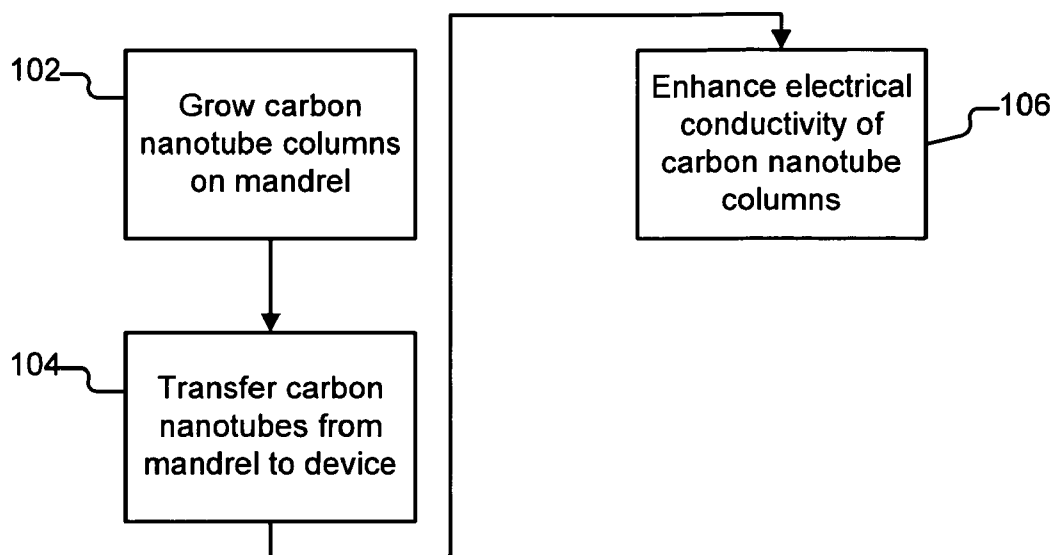 102
Grow carbon
nanotube columns
on mandrel
104
Transfer carbon
nanotubes from
mandrel to device
Enhance electrical
conductivity of
carbon nanotube
columns
106